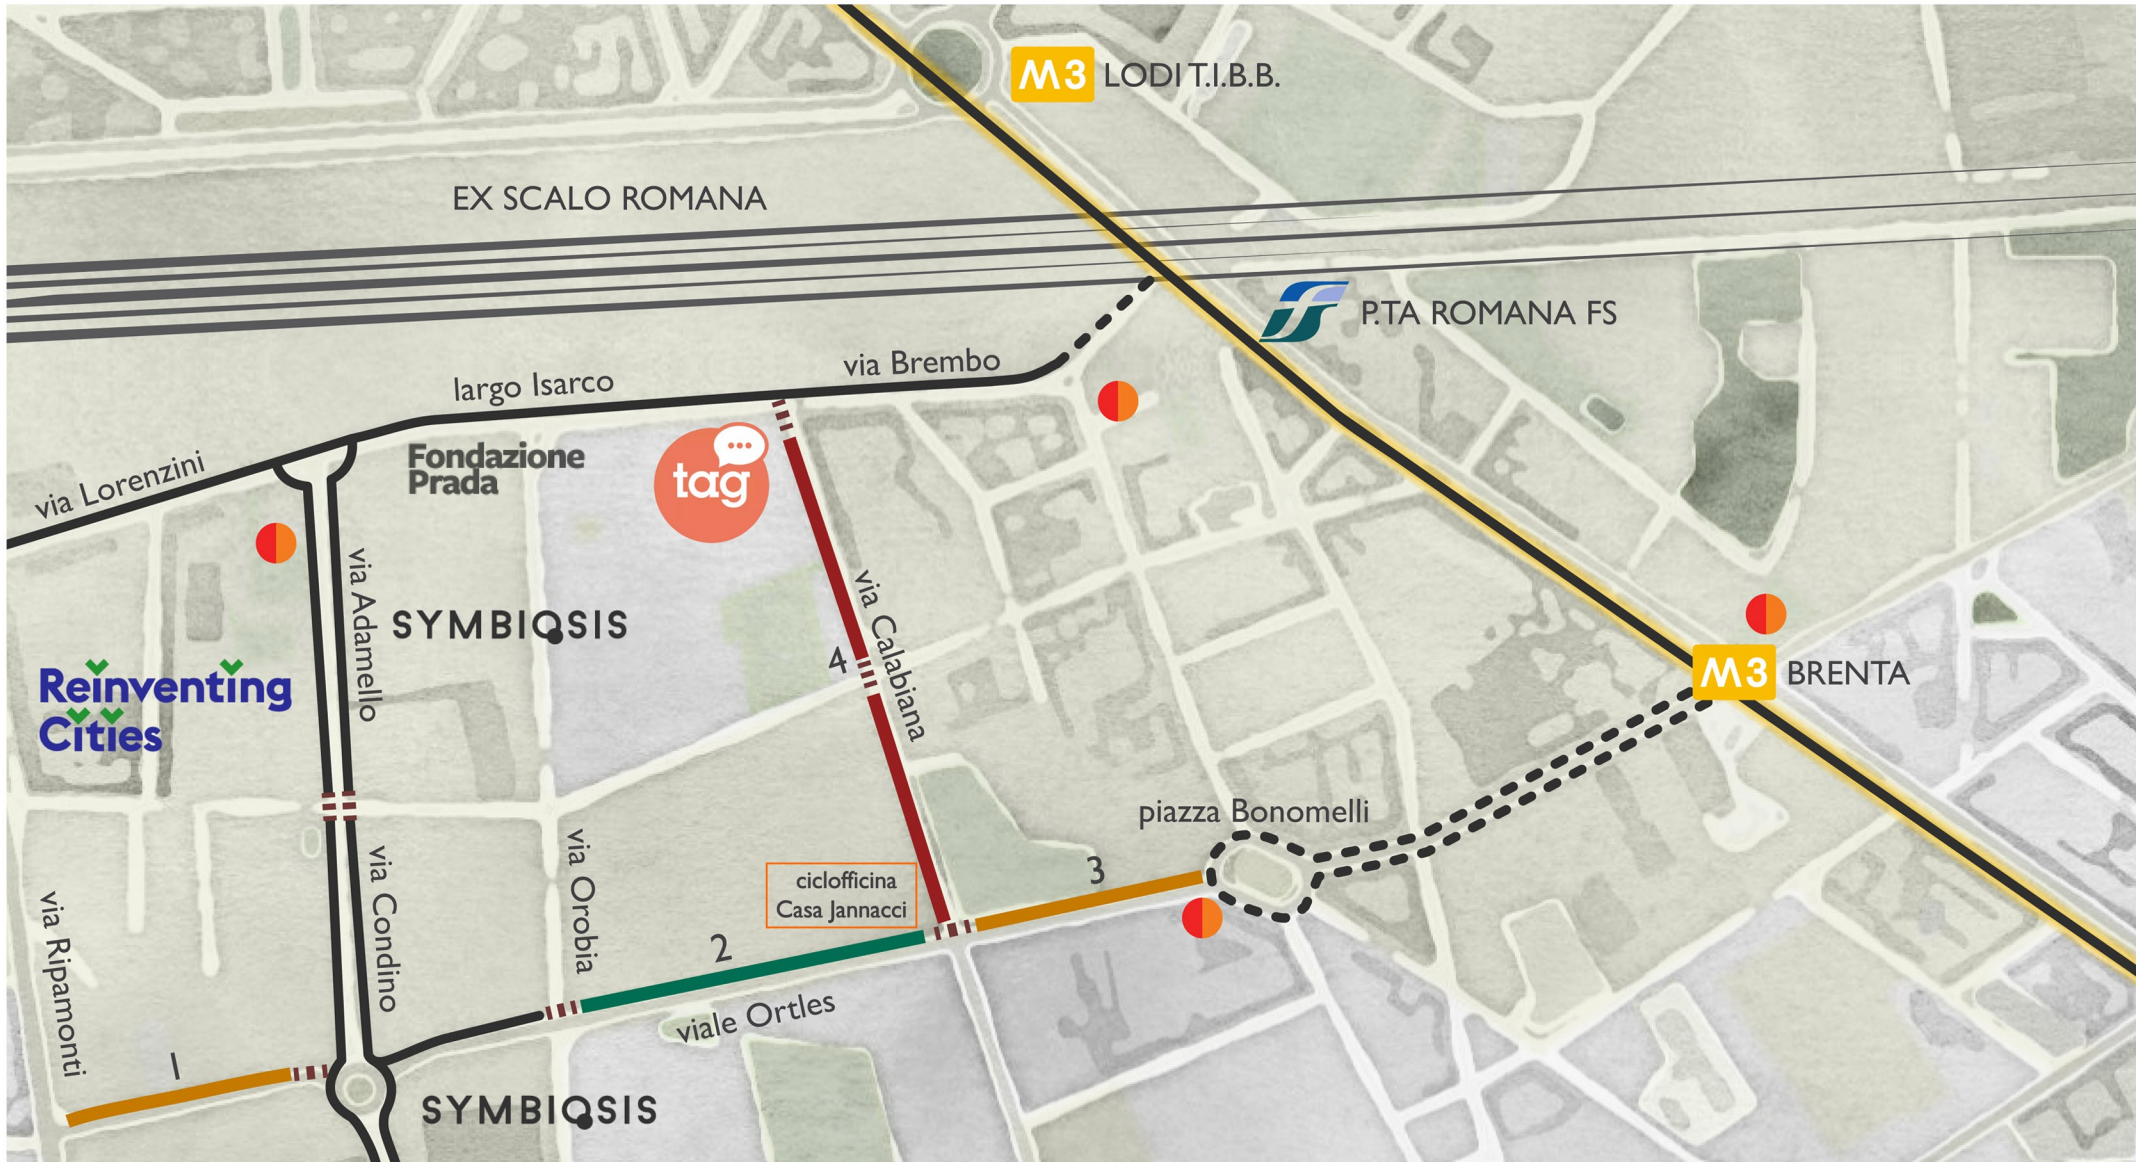 M3 LODI T.I.B.B.
EX SCALO ROMANA
P.TA ROMANA FS
via Brembo
largo Isarco
via Lorenzini
Fondazione
Prada
tag
via Adamello
SYMBIOSIS
via Calabiana
4
Reinventing
Cities
M3 BRENTA
piazza Bonomelli
via Condino
via Orobia
ciclofficina
Casa Jannacci
3
via Ripamonti
2
viale Ortles
1
SYMBIOSIS